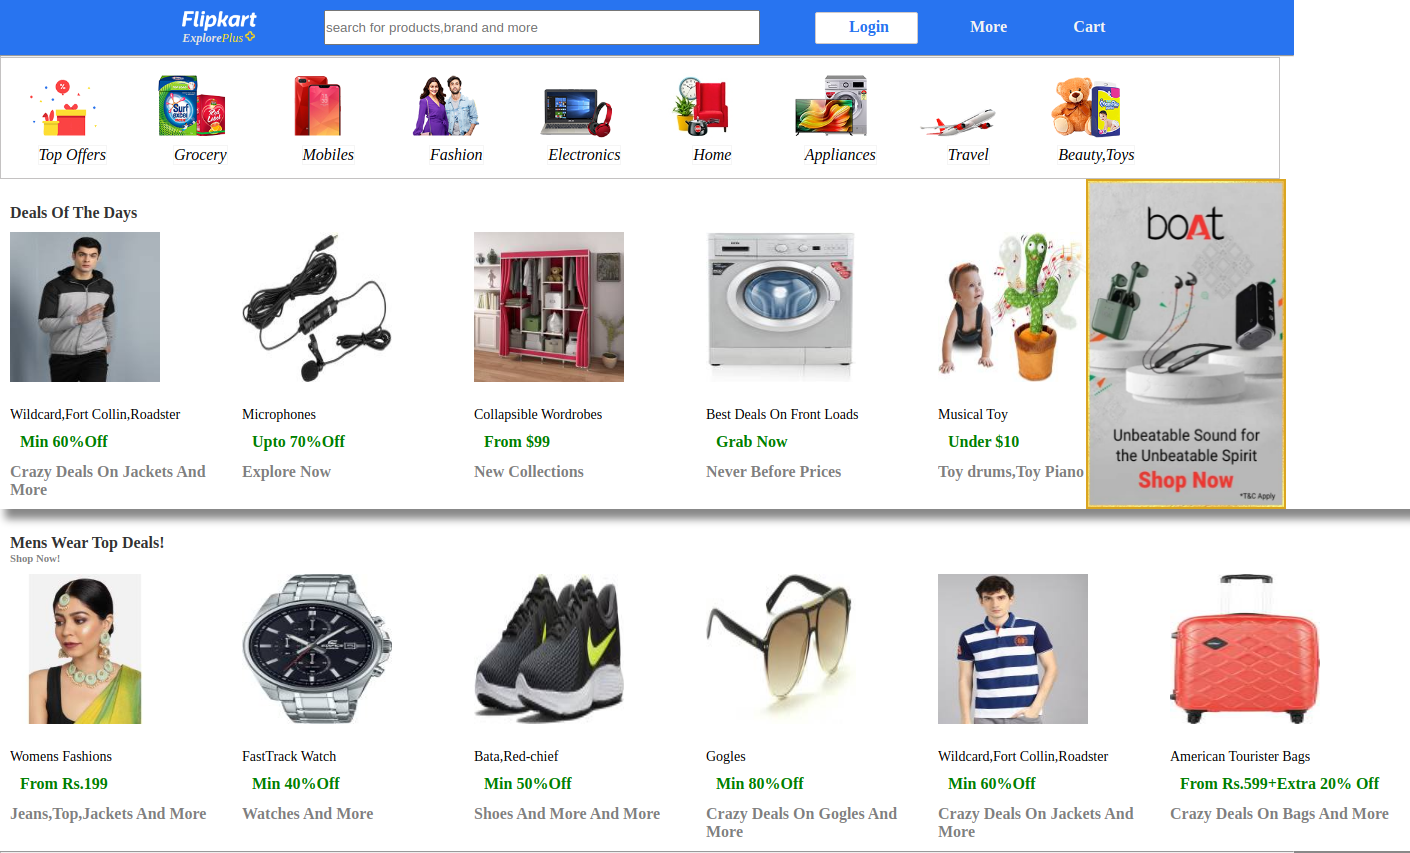 Flipkart
ExplorePlus
search for products,brand and more
Login
More
Cart
Surf excel
Red Label
Top Offers
Grocery
Mobiles
Fashion
Electronics
Home
Appliances
Travel
Beauty,Toys
Deals Of The Days
Wildcard,Fort Collin,Roadster
Min 60%Off
Crazy Deals On Jackets And
More
Microphones
Upto 70%Off
Explore Now
Collapsible Wordrobes
From $99
New Collections
Best Deals On Front Loads
Grab Now
Never Before Prices
Musical Toy
Under $10
Toy drums,Toy Piano
boAt
Unbeatable Sound for
the Unbeatable Spirit
Shop Now
*T&C Apply
Mens Wear Top Deals!
Shop Now!
Womens Fashions
From Rs.199
Jeans,Top,Jackets And More
FastTrack Watch
Min 40%Off
Watches And More
Bata,Red-chief
Min 50%Off
Shoes And More And More
Gogles
Min 80%Off
Crazy Deals On Gogles And
More
Wildcard,Fort Collin,Roadster
Min 60%Off
Crazy Deals On Jackets And
More
American Tourister Bags
From Rs.599+Extra 20% Off
Crazy Deals On Bags And More